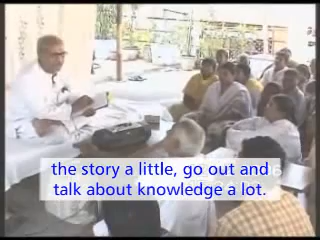 the story a little, go out and
talk about knowledge a lot.